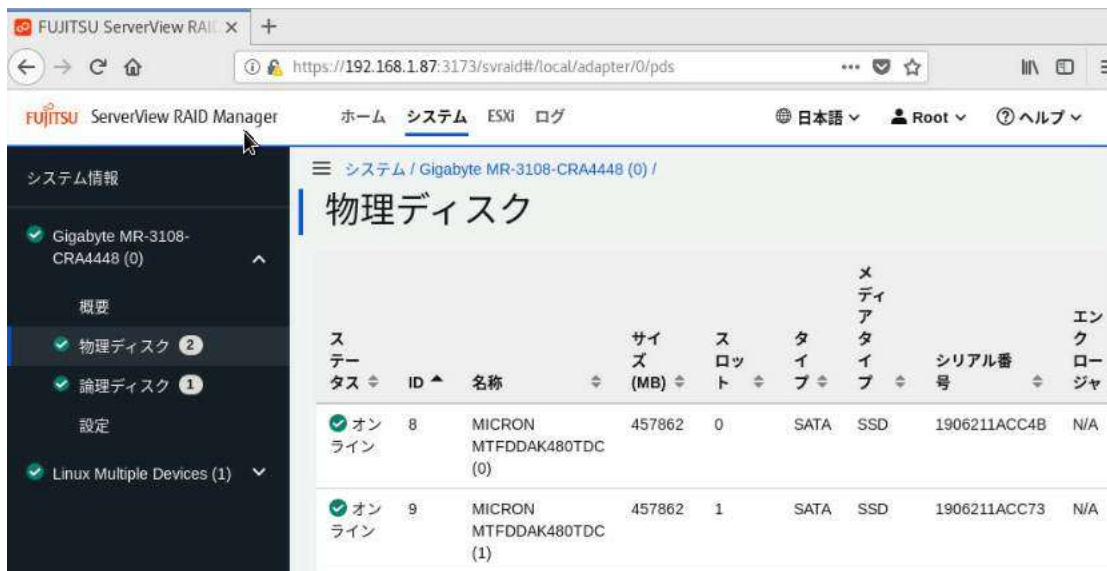 FUJITSU ServerView RAI
https://192.168.1.87:3173/svraid#/local/adapter/0/pds
FUJITSU ServerView RAID Manager
ホーム システム ESXi ログ
日本語 Root ヘルプ
システム情報
Gigabyte MR-3108-
CRA4448 (0)
概要
物理ディスク 2
論理ディスク 1
設定
Linux Multiple Devices (1)
システム / Gigabyte MR-3108-CRA4448 (0) /
物理ディスク
ステータス ID 名称 サイズ (MB) スロット タイプ メディアタイプ シリアル番号 エンクロージャ
オン 8 MICRON 457862 0 SATA SSD 1906211ACC4B N/A
ライン MTFDDAK480TDC
(0)
オン 9 MICRON 457862 1 SATA SSD 1906211ACC73 N/A
ライン MTFDDAK480TDC
(1)